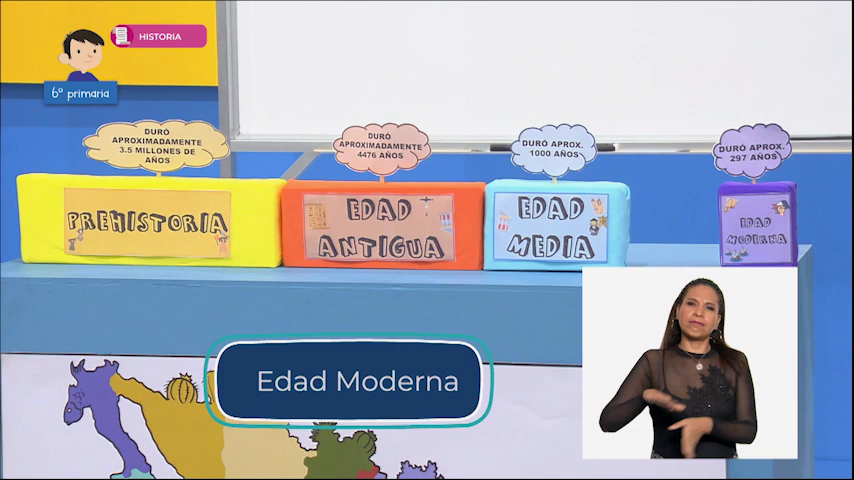 HISTORIA
6º primaria
DURÓ
APROXIMADAMENTE
3.5 MILLONES DE
AÑOS
DURÓ
APROXIMADAMENTE
4476 AÑOS
DURÓ APROX.
1000 AÑOS
DURÓ APROX.
297 AÑOS
PREHISTORIA
EDAD
ANTIGUA
EDAD
MEDIA
EDAD
MODERNA
Edad Moderna